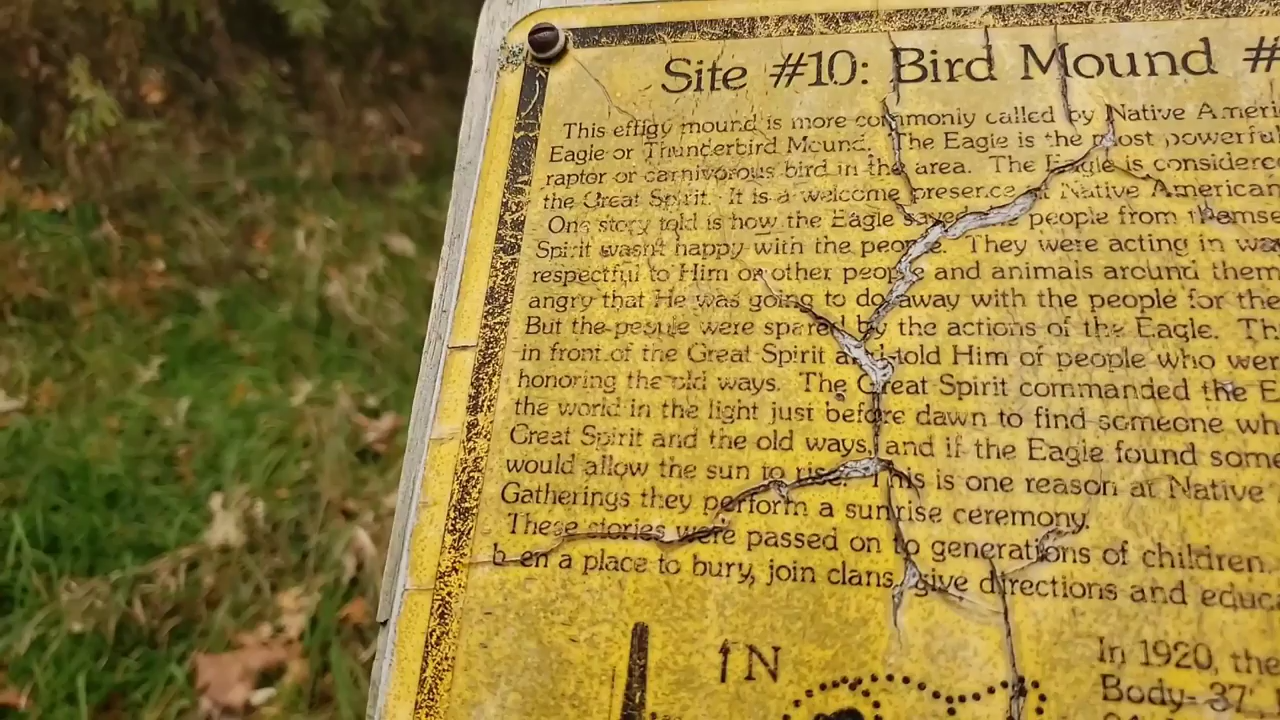 Site #10: Bird Mound #
This effigy mound is more commonly called by Native Ameri
Eagle or Thunderbird Mound. The Eagle is the most powerful
raptor or carnivorous bird in the area. The Eagle is considere
the Great Spirit. It is a welcome presence at Native American
One story told is how the Eagle saved people from themse
Spirit wasn't happy with the people. They were acting in wa
respectful to Him or other people and animals around them
angry that He was going to do away with the people for the
But the people were spared by the actions of the Eagle. Th
in front of the Great Spirit and told Him of people who wer
honoring the old ways. The Great Spirit commanded the E
the world in the light just before dawn to find someone wh
Great Spirit and the old ways, and if the Eagle found some
would allow the sun to rise. This is one reason at Native
Gatherings they perform a sunrise ceremony.
These stories were passed on to generations of children.
been a place to bury, join clans, give directions and educ
N
In 1920, the
Body- 37',